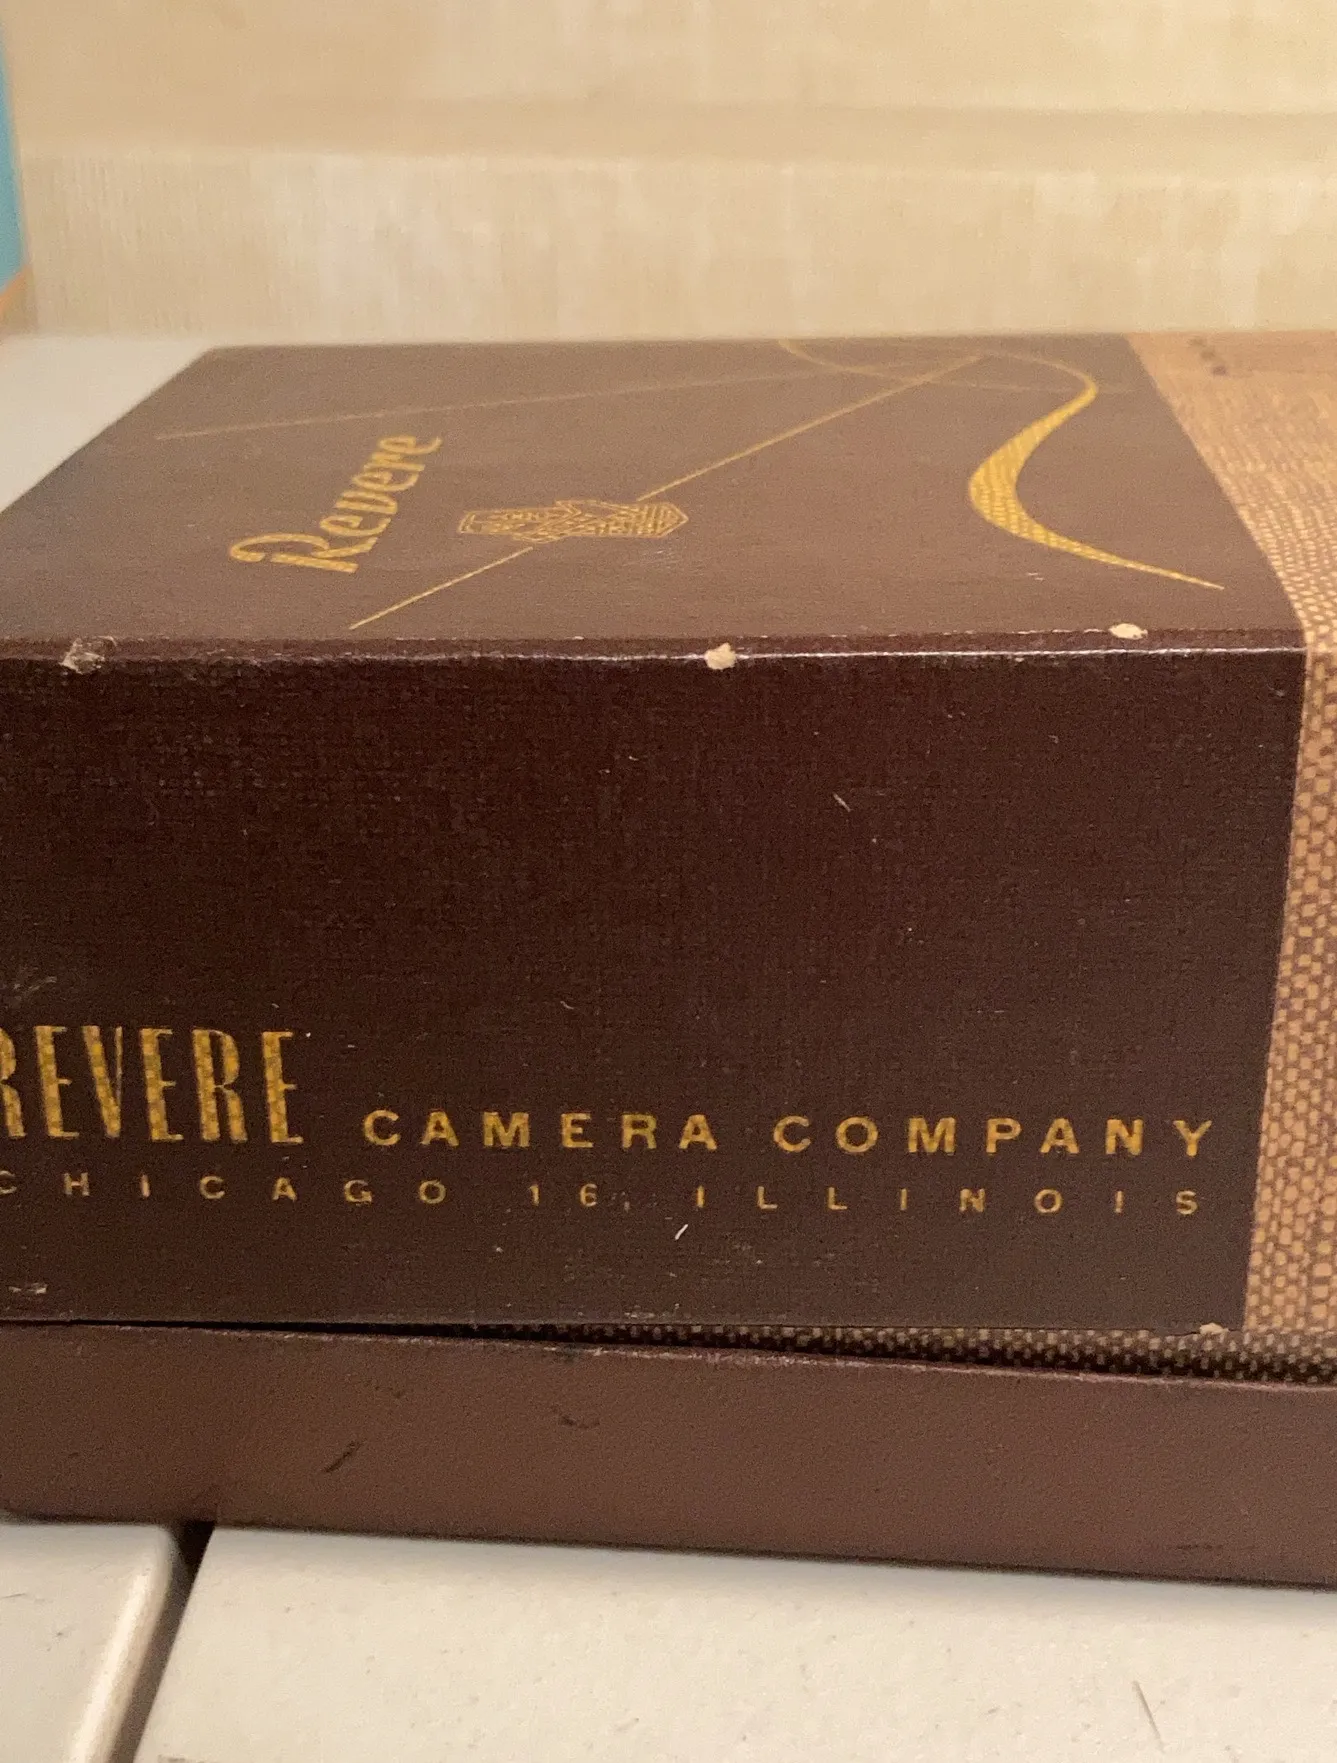 Revere
REVERE CAMERA COMPANY
CHICAGO 16, ILLINOIS